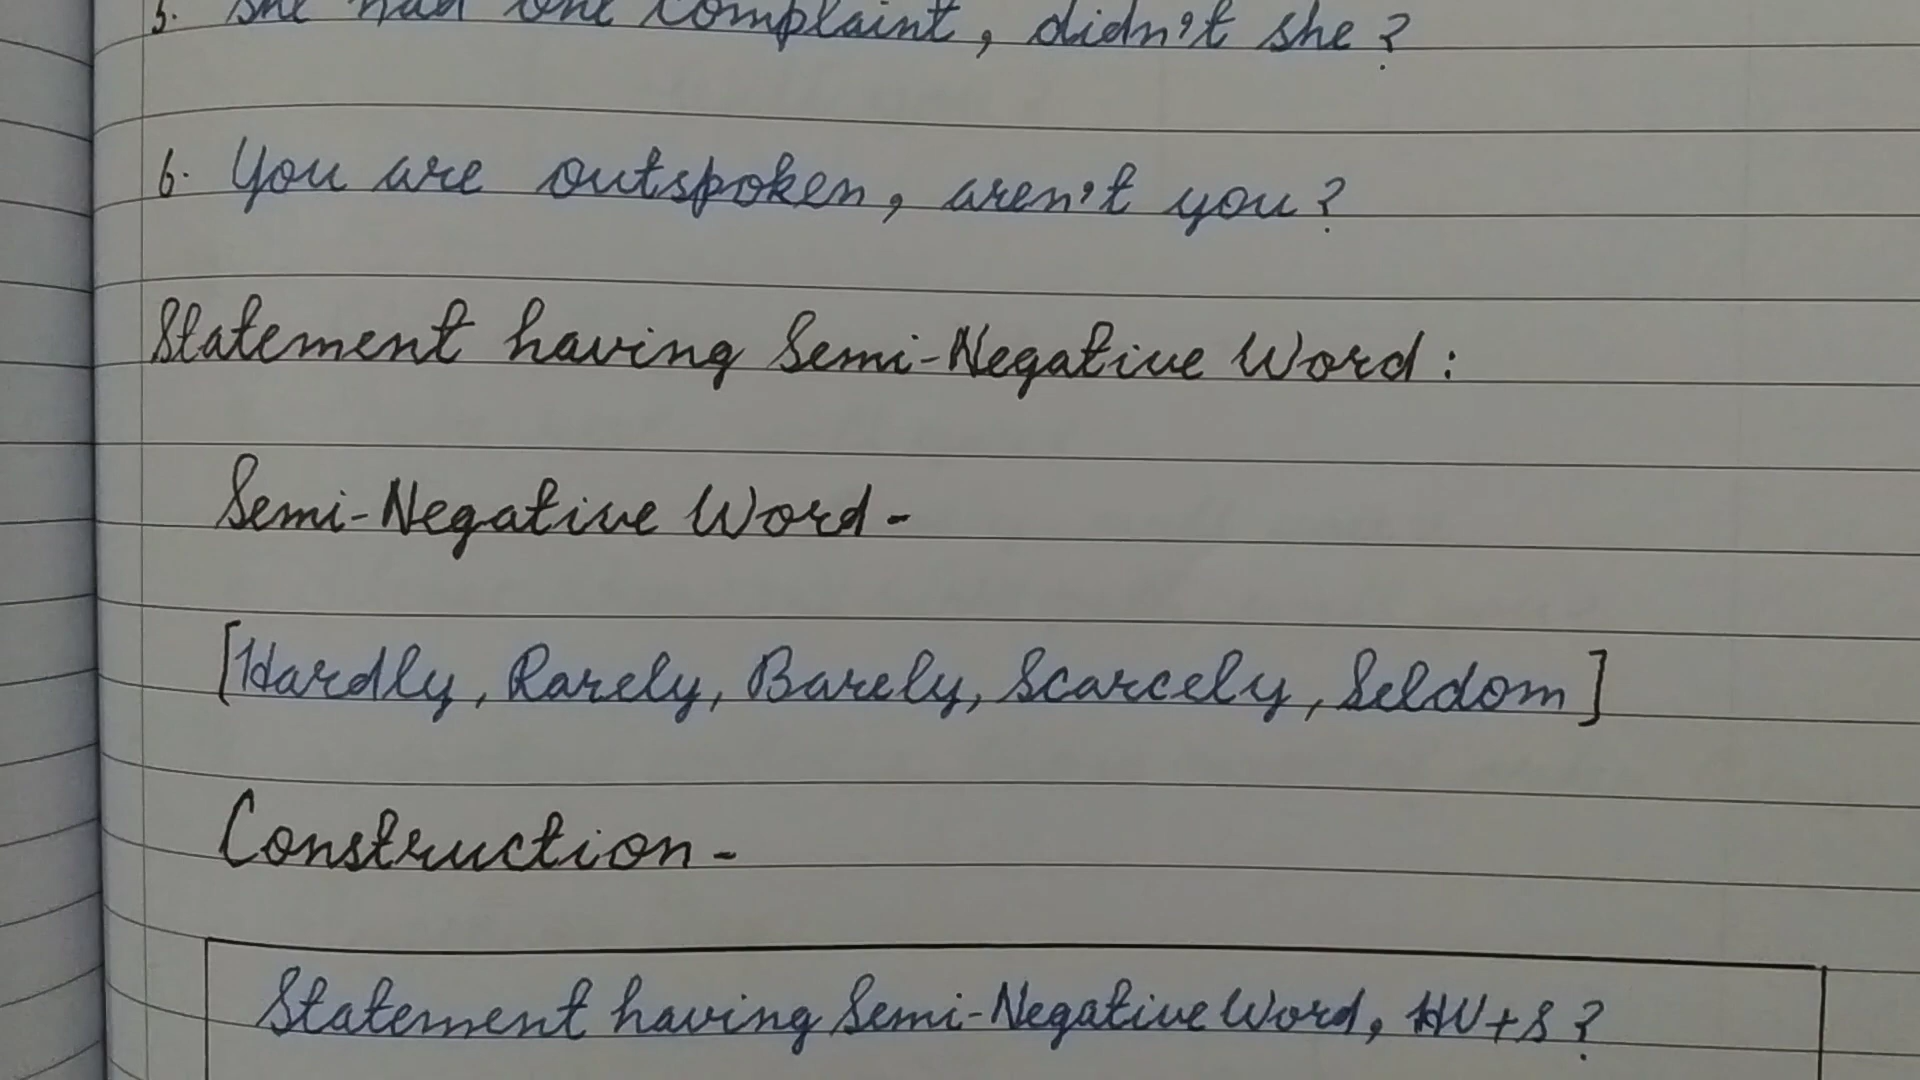 5. She had one complaint, didn't she?
6. You are outspoken, aren't you?
Statement having Semi-Negative Word:
Semi-Negative Word-
[Hardly, Rarely, Barely, Scarcely, Seldom]
Construction-
Statement having Semi-Negative Word, HV+S?